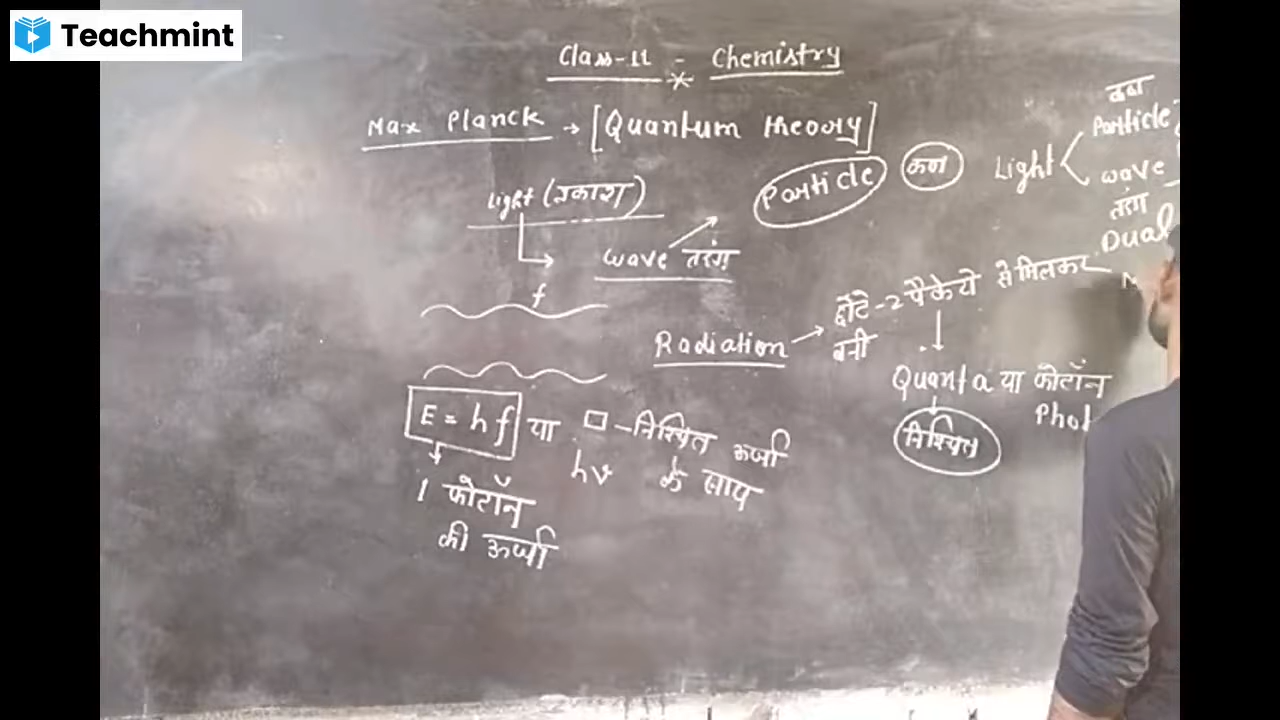 Teachmint
Class-11 - Chemistry
Max Planck → [Quantum theory]
Light (प्रकाश)
wave तरंग
Particle
कण
Light
कण
Particle
wave
तरंग
Dual
f
Radiation → छोटे-2 पैकेटो से मिलकर
बनी
Quanta या फोटॉन
Phot
निश्चित
E = hf या □ - निश्चित ऊर्जा
hν के साथ
1 फोटॉन
की ऊर्जा